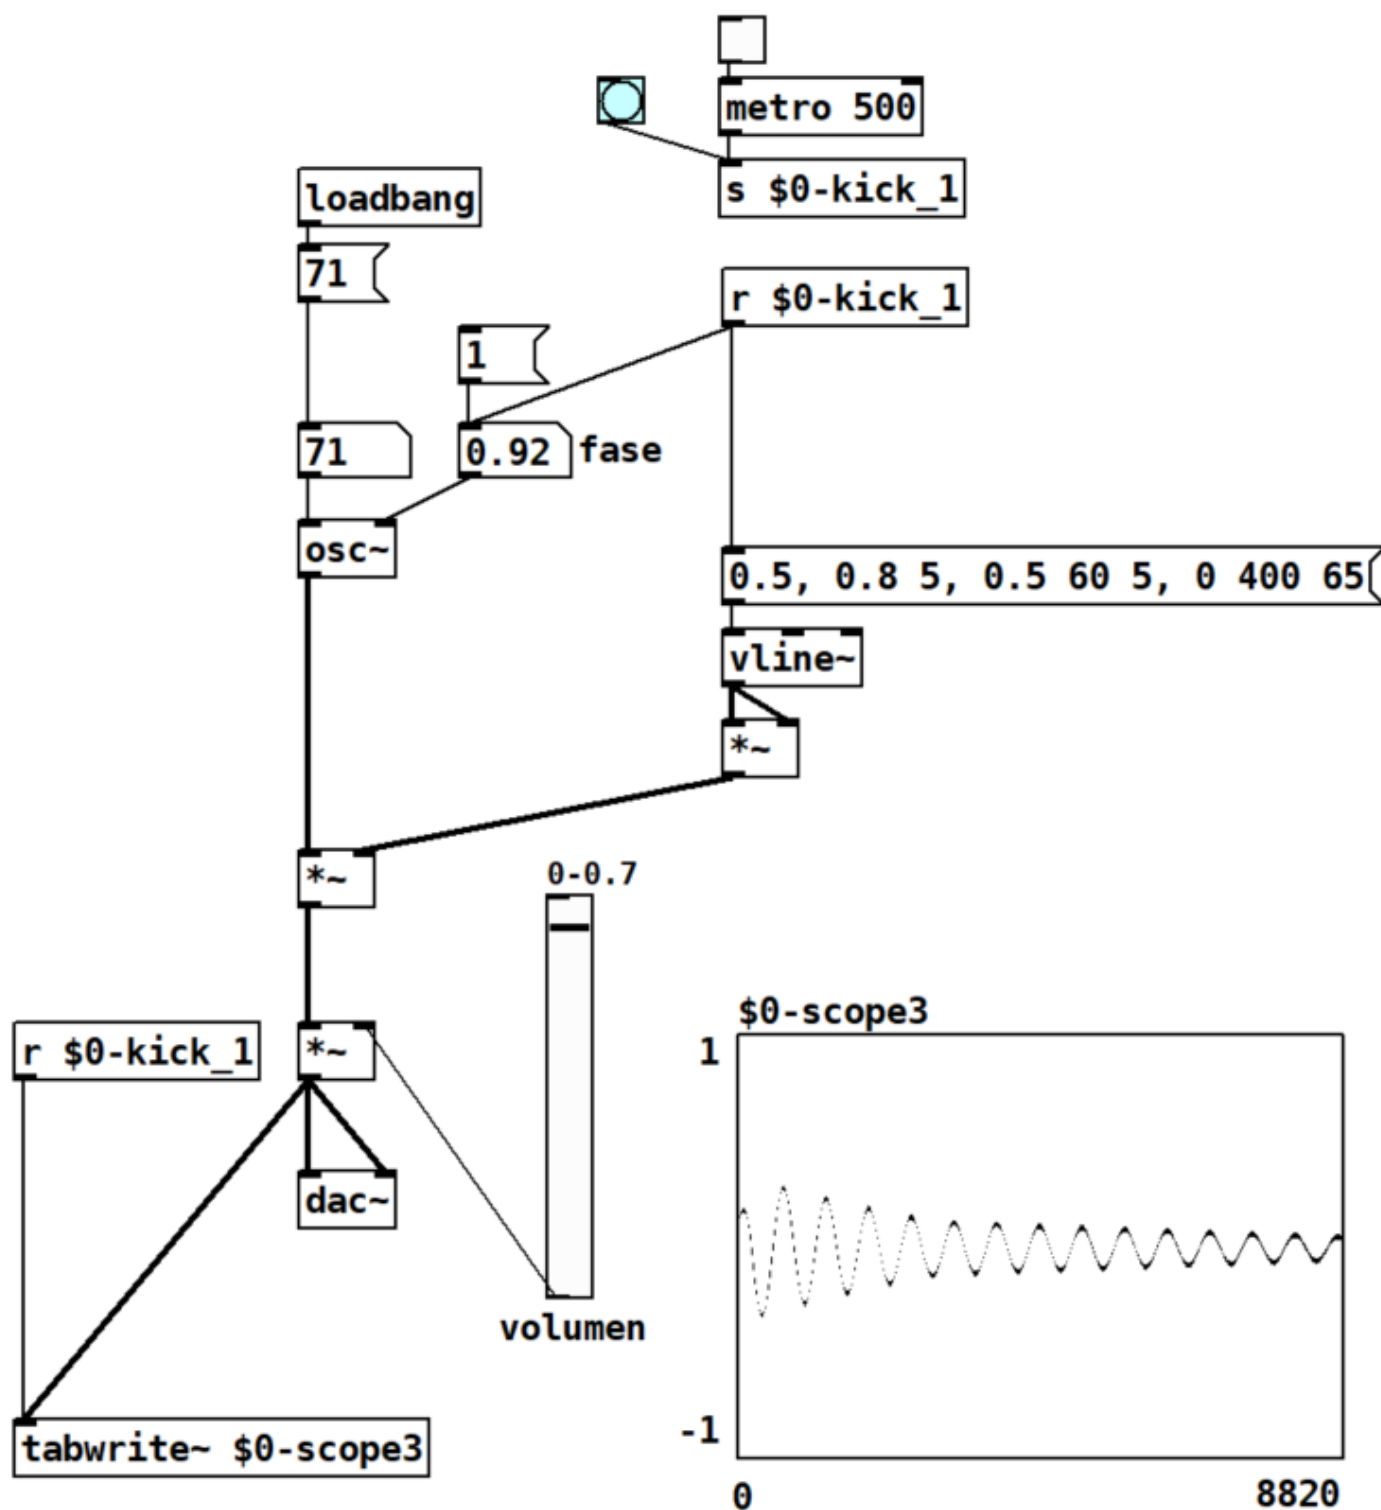 metro 500
s $0-kick_1
loadbang
71
r $0-kick_1
1
71
0.92 fase
osc~
0.5, 0.8 5, 0.5 60 5, 0 400 65
vline~
*~
*~
0-0.7
$0-scope3
r $0-kick_1
*~
1
dac~
volumen
-1
tabwrite~ $0-scope3
0
8820